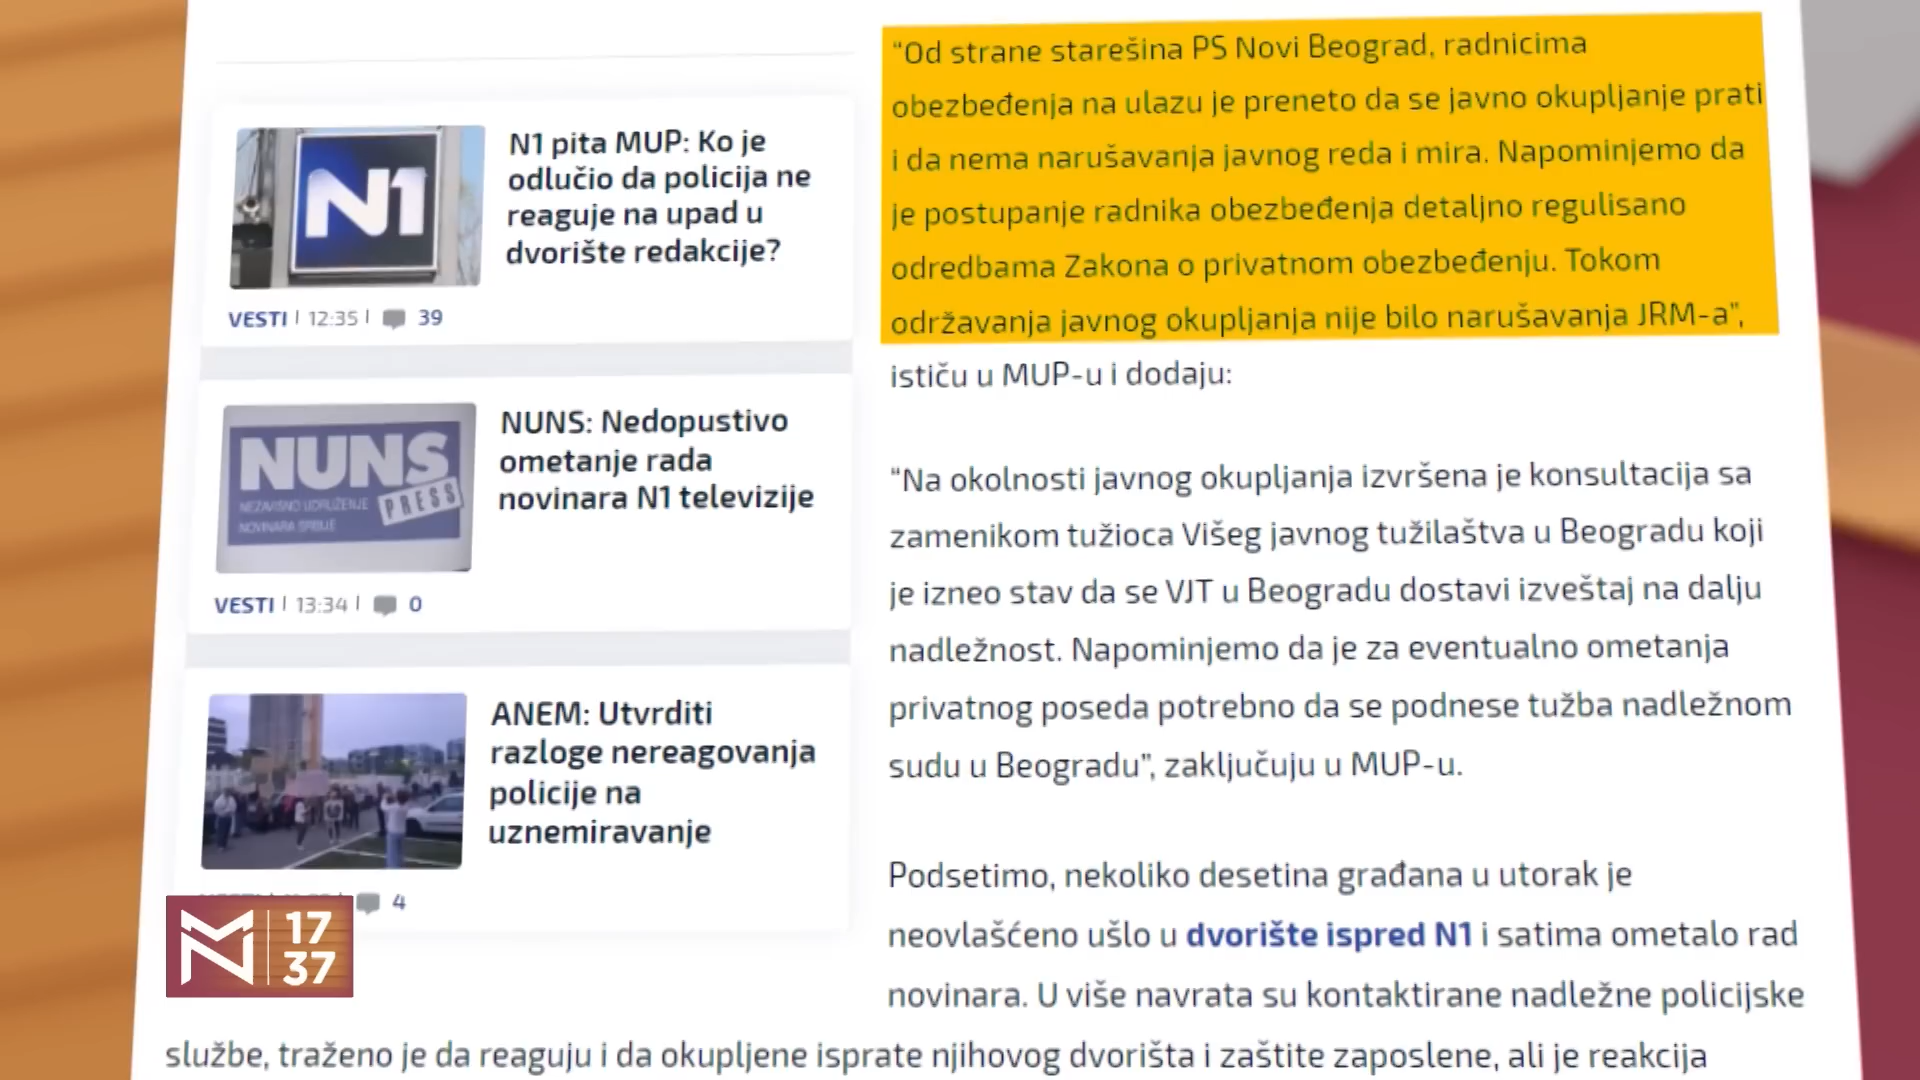 N1 pita MUP: Ko je
odlučio da policija ne
reaguje na upad u
dvorište redakcije?
N1
VESTI | 12:35 | 39
NUNS: Nedopustivo
ometanje rada
novinara N1 televizije
NUNS
PRESS
NEZAVISNO UDRUŽENJE
NOVINARA SRBIJE
VESTI | 13:34 | 0
ANEM: Utvrditi
razloge nereagovanja
policije na
uznemiravanje
4
17
37
“Od strane starešina PS Novi Beograd, radnicima
obezbeđenja na ulazu je preneto da se javno okupljanje prati
i da nema narušavanja javnog reda i mira. Napominjemo da
je postupanje radnika obezbeđenja detaljno regulisano
odredbama Zakona o privatnom obezbeđenju. Tokom
održavanja javnog okupljanja nije bilo narušavanja JRM-a”,
ističu u MUP-u i dodaju:
“Na okolnosti javnog okupljanja izvršena je konsultacija sa
zamenikom tužioca Višeg javnog tužilaštva u Beogradu koji
je izneo stav da se VJT u Beogradu dostavi izveštaj na dalju
nadležnost. Napominjemo da je za eventualno ometanja
privatnog poseda potrebno da se podnese tužba nadležnom
sudu u Beogradu”, zaključuju u MUP-u.
Podsetimo, nekoliko desetina građana u utorak je
neovlašćeno ušlo u dvorište ispred N1 i satima ometalo rad
novinara. U više navrata su kontaktirane nadležne policijske
službe, traženo je da reaguju i da okupljene isprate njihovog dvorišta i zaštite zaposlene, ali je reakcija